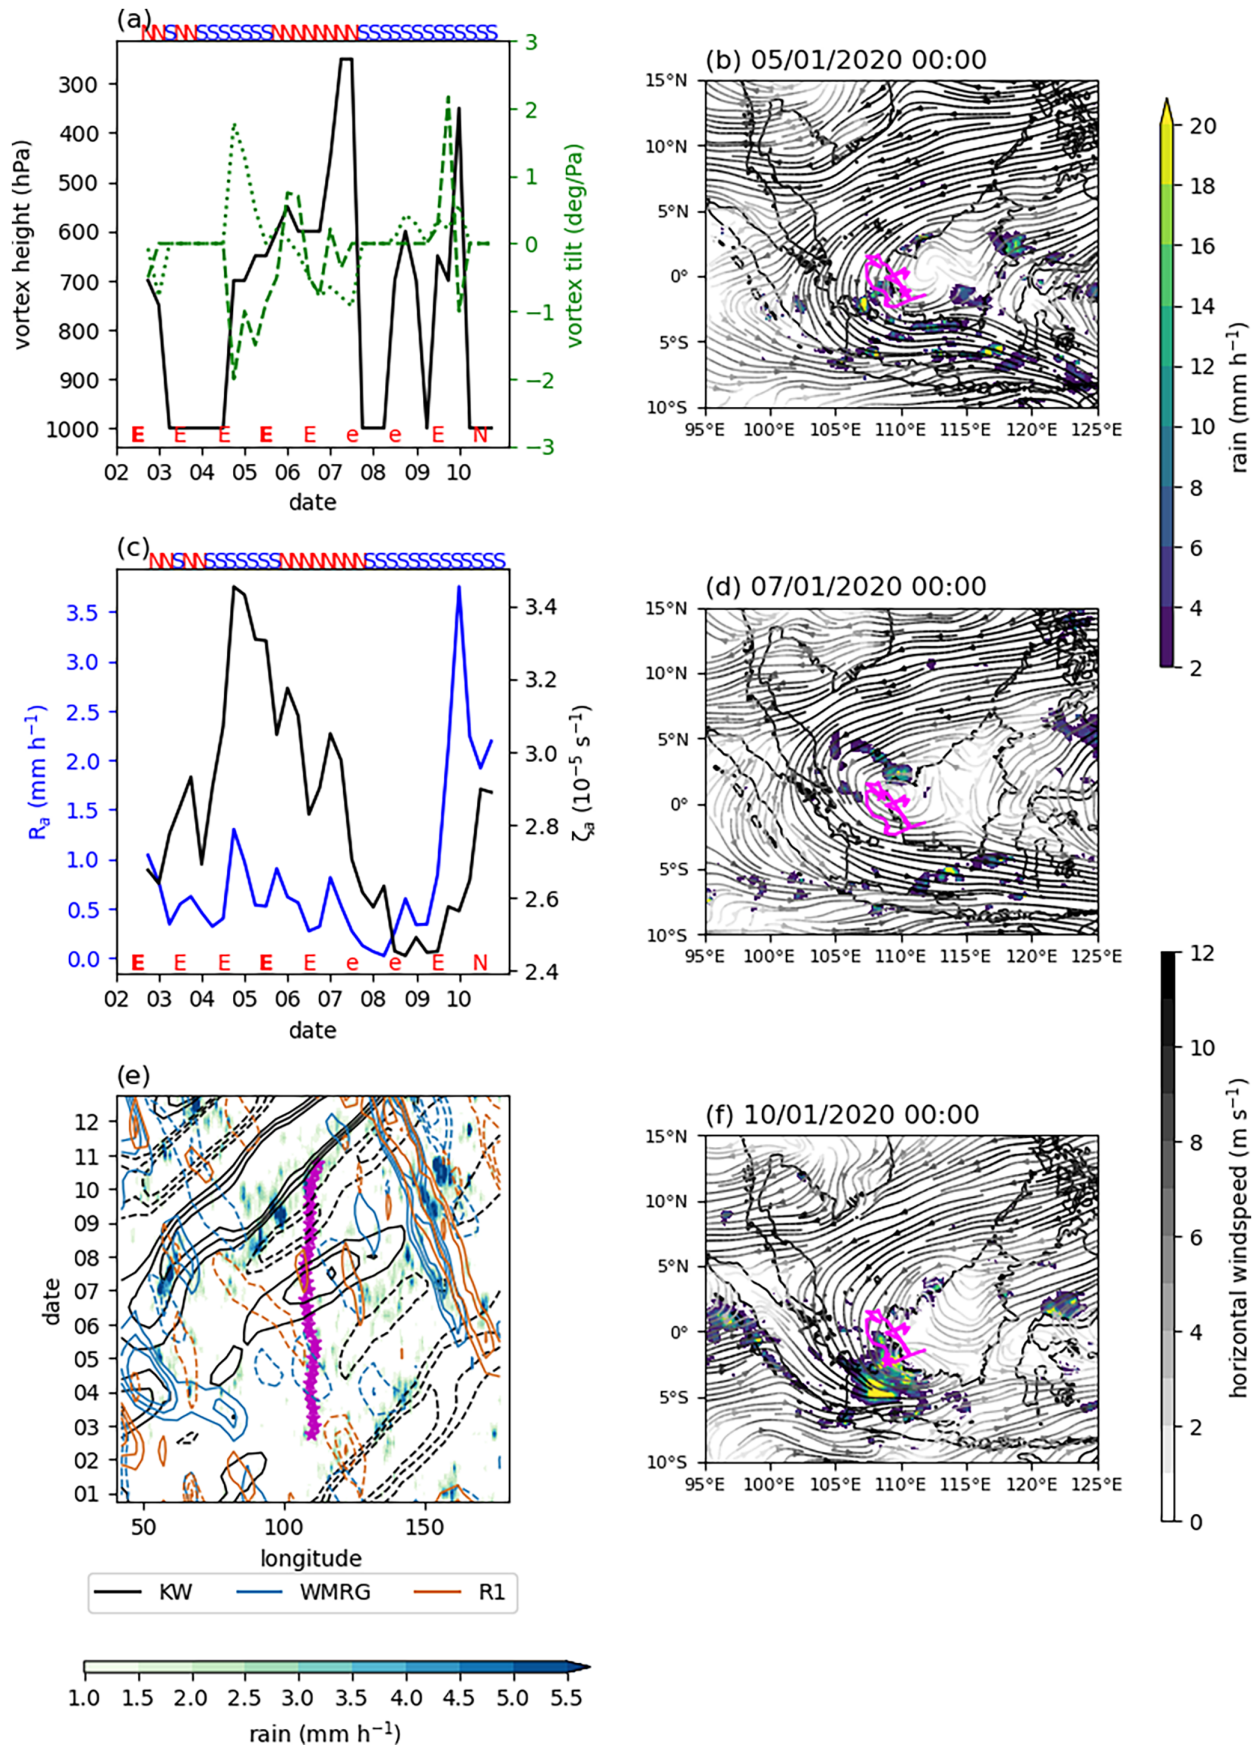 (a)
NNSNNSSSSSSSNNNNNNNNSSSSSSSSSSSSS
300
400
500
600
700
800
900
1000
vortex height (hPa)
3
2
1
0
−1
−2
−3
vortex tilt (deg/Pa)
E E E E E e e E N
02 03 04 05 06 07 08 09 10
date
(b) 05/01/2020 00:00
15°N
10°N
5°N
0°
5°S
10°S
95°E 100°E 105°E 110°E 115°E 120°E 125°E
20
18
16
14
12
10
8
6
4
2
rain (mm h−1)
(c)
NNSNNSSSSSSSNNNNNNNNSSSSSSSSSSSSS
3.5
3.0
2.5
2.0
1.5
1.0
0.5
0.0
Ra (mm h−1)
3.4
3.2
3.0
2.8
2.6
2.4
ζa (10−5 s−1)
E E E E E e e E N
02 03 04 05 06 07 08 09 10
date
(d) 07/01/2020 00:00
15°N
10°N
5°N
0°
5°S
10°S
95°E 100°E 105°E 110°E 115°E 120°E 125°E
(e)
12
11
10
09
08
07
06
05
04
03
02
01
date
50 100 150
longitude
KW WMRG R1
1.0 1.5 2.0 2.5 3.0 3.5 4.0 4.5 5.0 5.5
rain (mm h−1)
(f) 10/01/2020 00:00
15°N
10°N
5°N
0°
5°S
10°S
95°E 100°E 105°E 110°E 115°E 120°E 125°E
12
10
8
6
4
2
0
horizontal windspeed (m s−1)